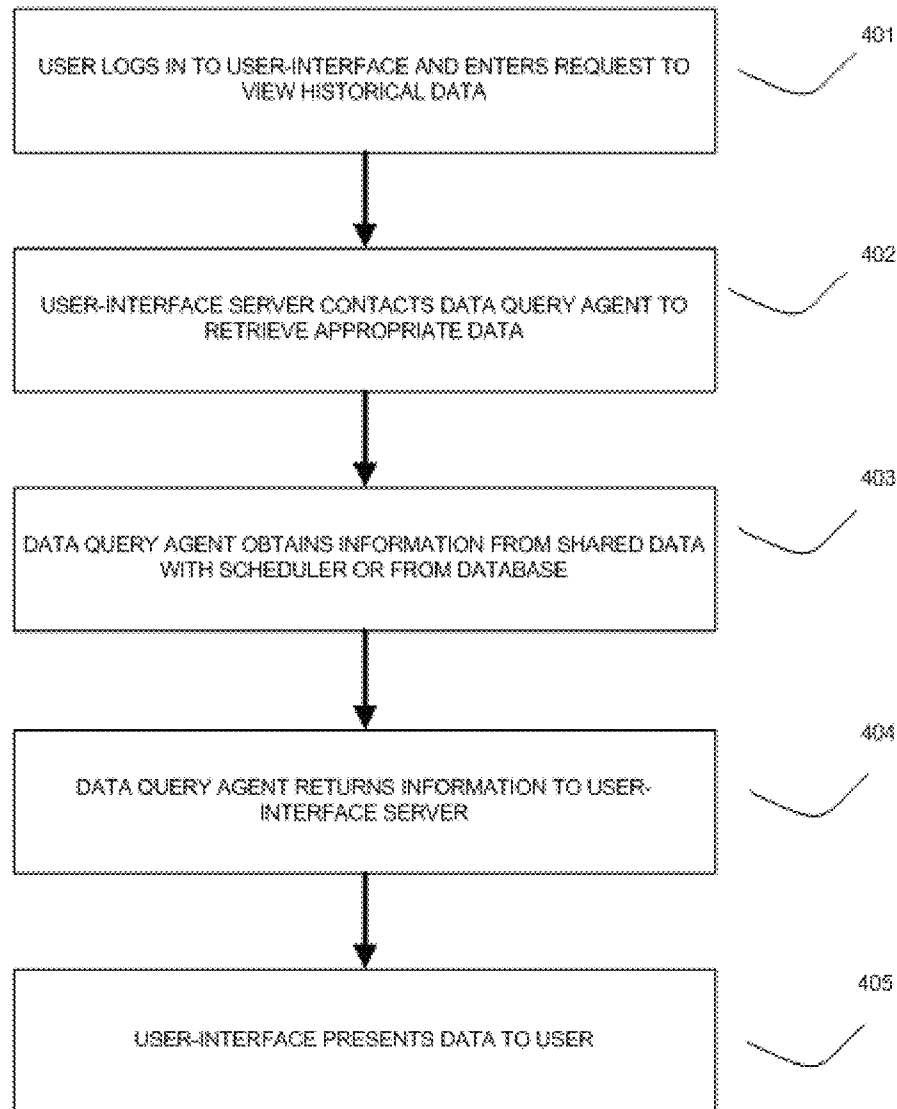 401
USER LOGS IN TO USER-INTERFACE AND ENTERS REQUEST TO
VIEW HISTORICAL DATA
402
USER-INTERFACE SERVER CONTACTS DATA QUERY AGENT TO
RETRIEVE APPROPRIATE DATA
403
DATA QUERY AGENT OBTAINS INFORMATION FROM SHARED DATA
WITH SCHEDULER OR FROM DATABASE
404
DATA QUERY AGENT RETURNS INFORMATION TO USER-
INTERFACE SERVER
405
USER-INTERFACE PRESENTS DATA TO USER